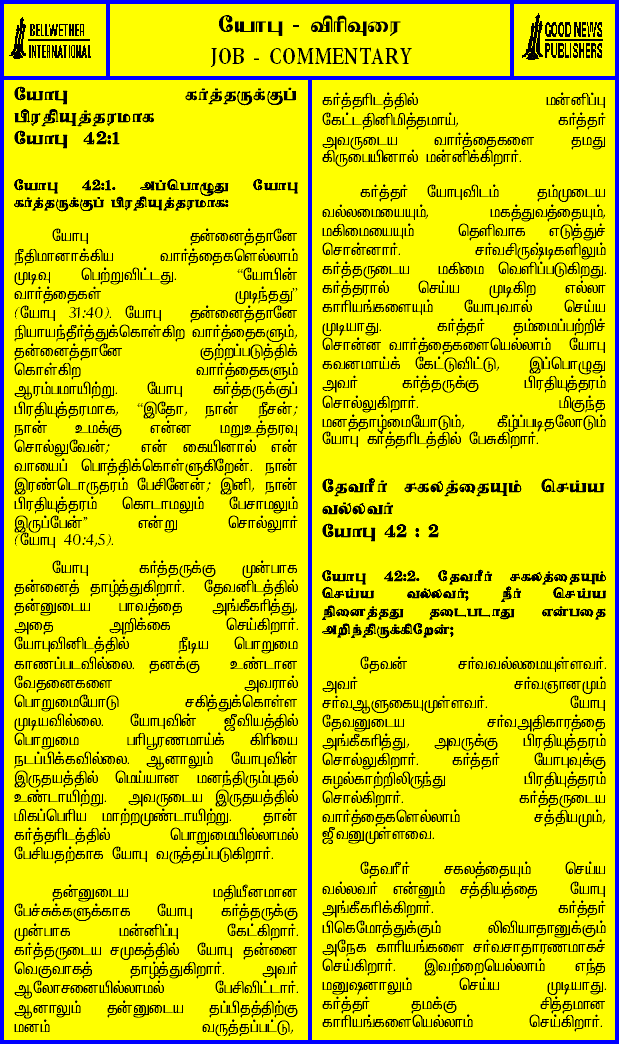 BELLWETHER
INTERNATIONAL
யோபு - விரிவுரை
JOB - COMMENTARY
GOOD NEWS
PUBLISHERS
யோபு கர்த்தருக்குப்
பிரதியுத்தரமாக
யோபு 42:1
யோபு 42:1. அப்பொழுது யோபு
கர்த்தருக்குப் பிரதியுத்தரமாக:
யோபு தன்னைத்தானே
நீதிமானாக்கிய வார்த்தைகளெல்லாம்
முடிவு பெற்றுவிட்டது. “யோபின்
வார்த்தைகள் முடிந்தது”
(யோபு 31:40). யோபு தன்னைத்தானே
நியாயந்தீர்த்துக்கொள்கிற வார்த்தைகளும்,
தன்னைத்தானே குற்றப்படுத்திக்
கொள்கிற வார்த்தைகளும்
ஆரம்பமாயிற்று. யோபு கர்த்தருக்குப்
பிரதியுத்தரமாக, “இதோ, நான் நீசன்;
நான் உமக்கு என்ன மறுஉத்தரவு
சொல்லுவேன்; என் கையினால் என்
வாயைப் பொத்திக்கொள்ளுகிறேன். நான்
இரண்டொருதரம் பேசினேன்; இனி, நான்
பிரதியுத்தரம் கொடாமலும் பேசாமலும்
இருப்பேன்” என்று சொல்லுார்
(யோபு 40:4,5).
யோபு கர்த்தருக்கு முன்பாக
தன்னைத் தாழ்த்துகிறார். தேவனிடத்தில்
தன்னுடைய பாவத்தை அங்கீகரித்து,
அதை அறிக்கை செய்கிறார்.
யோபுவினிடத்தில் நீடிய பொறுமை
காணப்படவில்லை. தனக்கு உண்டான
வேதனைகளை அவரால்
பொறுமையோடு சகித்துக்கொள்ள
முடியவில்லை. யோபுவின் ஜீவியத்தில்
பொறுமை பரிபூரணமாய்க் கிரியை
நடப்பிக்கவில்லை. ஆனாலும் யோபுவின்
இருதயத்தில் மெய்யான மனந்திரும்புதல்
உண்டாயிற்று. அவருடைய இருதயத்தில்
மிகப்பெரிய மாற்றமுண்டாயிற்று. தான்
கர்த்தரிடத்தில் பொறுமையில்லாமல்
பேசியதற்காக யோபு வருத்தப்படுகிறார்.
தன்னுடைய மதியீனமான
பேச்சுக்களுக்காக யோபு கர்த்தருக்கு
முன்பாக மன்னிப்பு கேட்கிறார்.
கர்த்தருடைய சமுகத்தில் யோபு தன்னை
வெகுவாகத் தாழ்த்துகிறார். அவர்
ஆலோசனையில்லாமல் பேசிவிட்டார்.
ஆனாலும் தன்னுடைய தப்பிதத்திற்கு
மனம் வருத்தப்பட்டு,
கர்த்தரிடத்தில் மன்னிப்பு
கேட்டதினிமித்தமாய், கர்த்தர்
அவருடைய வார்த்தைகளை தமது
கிருபையினால் மன்னிக்கிறார்.
கர்த்தர் யோபுவிடம் தம்முடைய
வல்லமையையும், மகத்துவத்தையும்,
மகிமையையும் தெளிவாக எடுத்துச்
சொன்னார். சர்வசிருஷ்டிகளிலும்
கர்த்தருடைய மகிமை வெளிப்படுகிறது.
கர்த்தரால் செய்ய முடிகிற எல்லா
காரியங்களையும் யோபுவால் செய்ய
முடியாது. கர்த்தர் தம்மைப்பற்றிச்
சொன்ன வார்த்தைகளையெல்லாம் யோபு
கவனமாய்க் கேட்டுவிட்டு, இப்பொழுது
அவர் கர்த்தருக்கு பிரதியுத்தரம்
சொல்லுகிறார். மிகுந்த
மனத்தாழ்மையோடும், கீழ்ப்படிதலோடும்
யோபு கர்த்தரிடத்தில் பேசுகிறார்.
தேவரீர் சகலத்தையும் செய்ய
வல்லவர்
யோபு 42 : 2
யோபு 42:2. தேவரீர் சகலத்தையும்
செய்ய வல்லவர்; நீர் செய்ய
நினைத்தது தடைபடாது என்பதை
அறிந்திருக்கிறேன்;
தேவன் சர்வவல்லமையுள்ளவர்.
அவர் சர்வஞானமும்
சர்வஆளுகையுமுள்ளவர். யோபு
தேவனுடைய சர்வஅதிகாரத்தை
அங்கீகரித்து, அவருக்கு பிரதியுத்தரம்
சொல்லுகிறார். கர்த்தர் யோபுவுக்கு
சுழல்காற்றிலிருந்து பிரதியுத்தரம்
சொல்கிறார். கர்த்தருடைய
வார்த்தைகளெல்லாம் சத்தியமும்,
ஜீவனுமுள்ளவை.
தேவரீர் சகலத்தையும் செய்ய
வல்லவர் என்னும் சத்தியத்தை யோபு
அங்கீகரிக்கிறார். கர்த்தர்
பிகெமோத்துக்கும் லிவியாதானுக்கும்
அநேக காரியங்களை சர்வசாதாரணமாகச்
செய்கிறார். இவற்றையெல்லாம் எந்த
மனுஷனாலும் செய்ய முடியாது.
கர்த்தர் தமக்கு சித்தமான
காரியங்களையெல்லாம் செய்கிறார்.